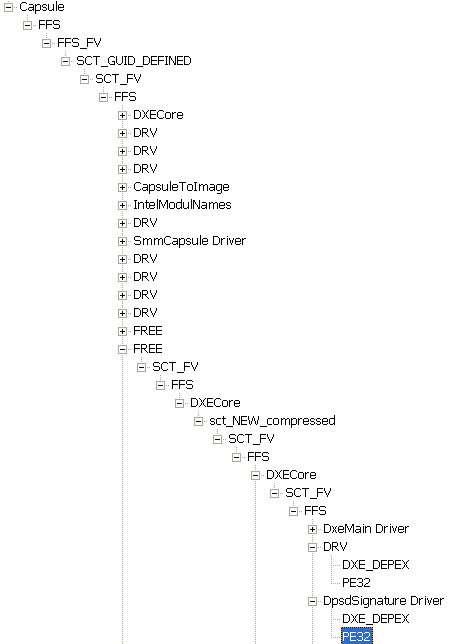 Capsule
FFS
FFS_FV
SCT_GUID_DEFINED
SCT_FV
FFS
DXECore
DRV
DRV
DRV
CapsuleToImage
IntelModulNames
DRV
SmmCapsule Driver
DRV
DRV
DRV
DRV
FREE
FREE
SCT_FV
FFS
DXECore
sct_NEW_compressed
SCT_FV
FFS
DXECore
SCT_FV
FFS
DxeMain Driver
DRV
DXE_DEPEX
PE32
DpsdSignature Driver
DXE_DEPEX
PE32